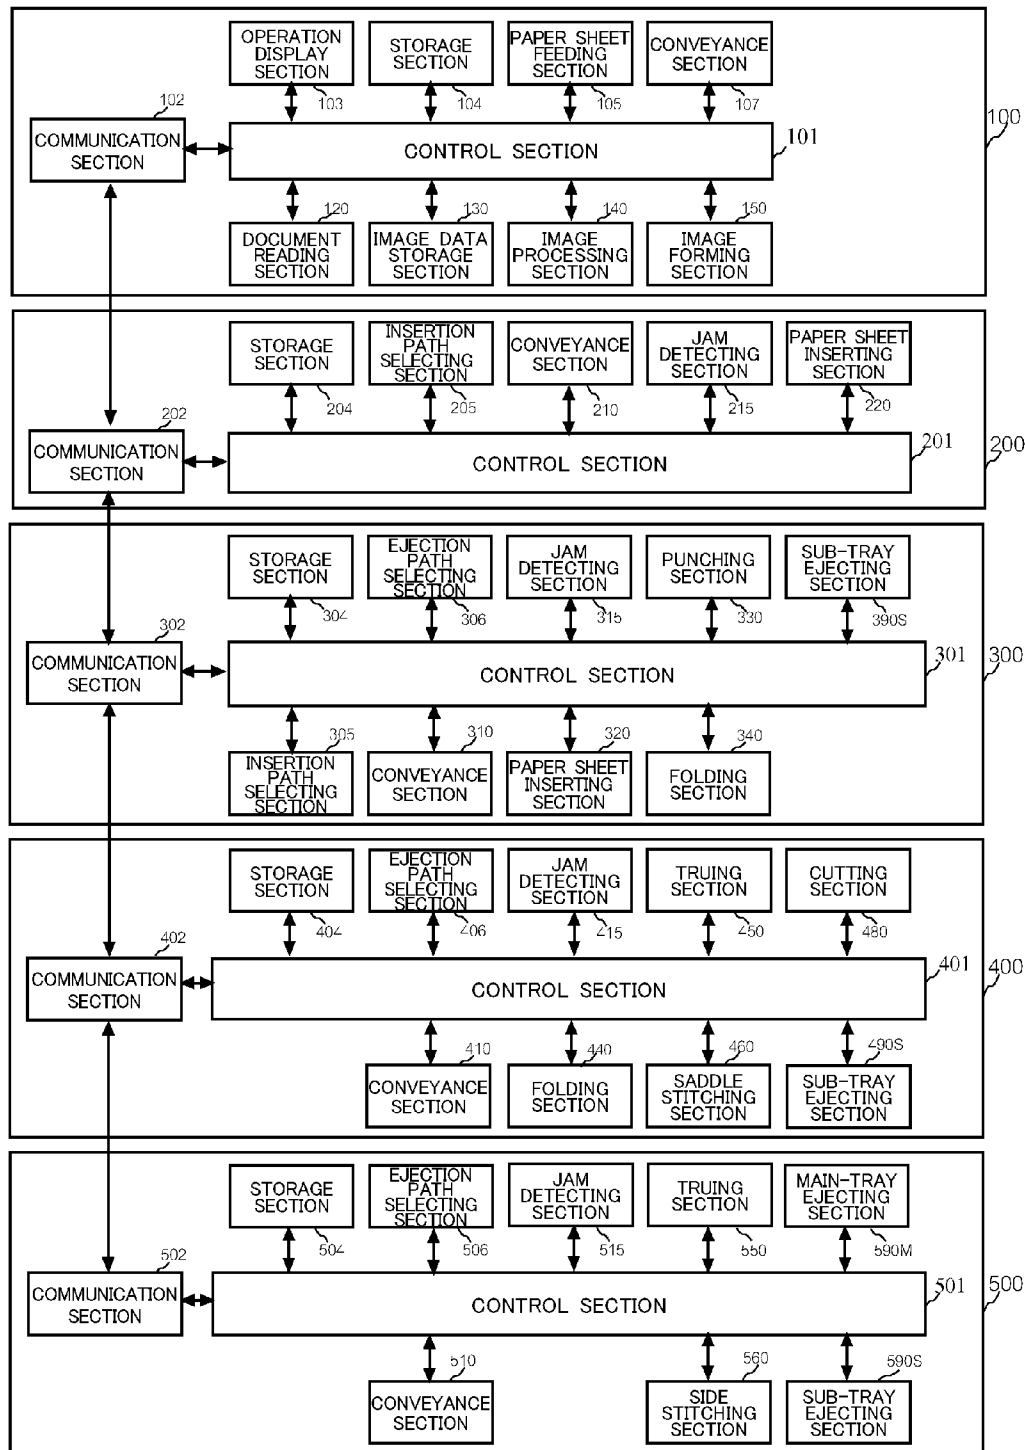 OPERATION
DISPLAY
SECTION
103
STORAGE
SECTION
104
PAPER SHEET
FEEDING
SECTION
105
CONVEYANCE
SECTION
107
102
COMMUNICATION
SECTION
CONTROL SECTION
101
100
120
DOCUMENT
READING
SECTION
130
IMAGE DATA
STORAGE
SECTION
140
IMAGE
PROCESSING
SECTION
150
IMAGE
FORMING
SECTION
STORAGE
SECTION
204
INSERTION
PATH
SELECTING
SECTION
205
CONVEYANCE
SECTION
210
JAM
DETECTING
SECTION
215
PAPER SHEET
INSERTING
SECTION
220
202
COMMUNICATION
SECTION
CONTROL SECTION
201
200
STORAGE
SECTION
304
EJECTION
PATH
SELECTING
SECTION
306
JAM
DETECTING
SECTION
315
PUNCHING
SECTION
330
SUB-TRAY
EJECTING
SECTION
390S
302
COMMUNICATION
SECTION
CONTROL SECTION
301
300
305
INSERTION
PATH
SELECTING
SECTION
310
CONVEYANCE
SECTION
320
PAPER SHEET
INSERTING
SECTION
340
FOLDING
SECTION
STORAGE
SECTION
404
EJECTION
PATH
SELECTING
SECTION
406
JAM
DETECTING
SECTION
415
TRUING
SECTION
450
CUTTING
SECTION
480
402
COMMUNICATION
SECTION
CONTROL SECTION
401
400
410
CONVEYANCE
SECTION
440
FOLDING
SECTION
460
SADDLE
STITCHING
SECTION
490S
SUB-TRAY
EJECTING
SECTION
STORAGE
SECTION
504
EJECTION
PATH
SELECTING
SECTION
506
JAM
DETECTING
SECTION
515
TRUING
SECTION
550
MAIN-TRAY
EJECTING
SECTION
590M
502
COMMUNICATION
SECTION
CONTROL SECTION
501
500
510
CONVEYANCE
SECTION
560
SIDE
STITCHING
SECTION
590S
SUB-TRAY
EJECTING
SECTION